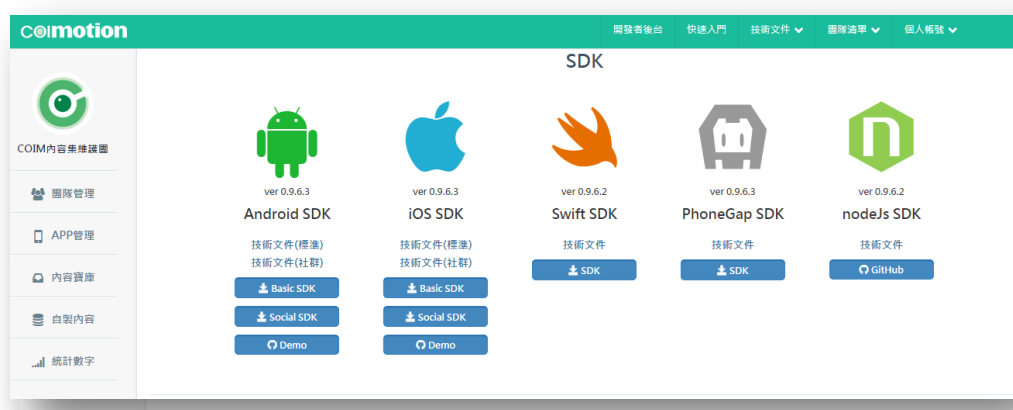 COIMOTION
開發者後台 快速入門 技術文件 團隊清單 個人帳號
COIM內容集維護團
團隊管理
APP管理
內容寶庫
自製內容
統計數字
SDK
ver 0.9.6.3
Android SDK
技術文件(標準)
技術文件(社群)
Basic SDK
Social SDK
Demo
ver 0.9.6.3
iOS SDK
技術文件(標準)
技術文件(社群)
Basic SDK
Social SDK
Demo
ver 0.9.6.2
Swift SDK
技術文件
SDK
ver 0.9.6.3
PhoneGap SDK
技術文件
SDK
ver 0.9.6.2
nodeJs SDK
技術文件
GitHub